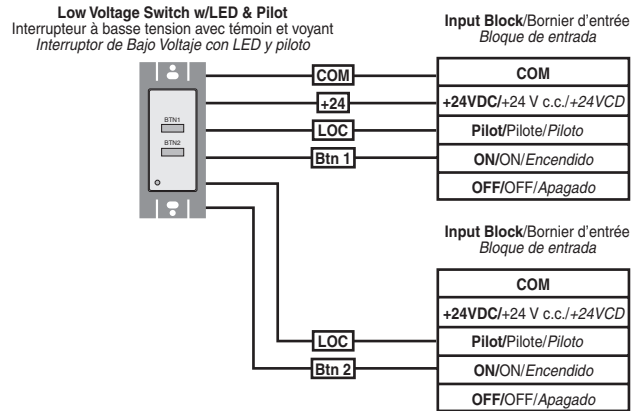 Low Voltage Switch w/LED & Pilot
Interrupteur à basse tension avec témoin et voyant
Interruptor de Bajo Voltaje con LED y piloto
BTN1
BTN2
COM
+24
LOC
Btn 1
Input Block/Bornier d'entrée
Bloque de entrada
COM
+24VDC/+24 V c.c./+24VCD
Pilot/Pilote/Piloto
ON/ON/Encendido
OFF/OFF/Apagado
LOC
Btn 2
Input Block/Bornier d'entrée
Bloque de entrada
COM
+24VDC/+24 V c.c./+24VCD
Pilot/Pilote/Piloto
ON/ON/Encendido
OFF/OFF/Apagado